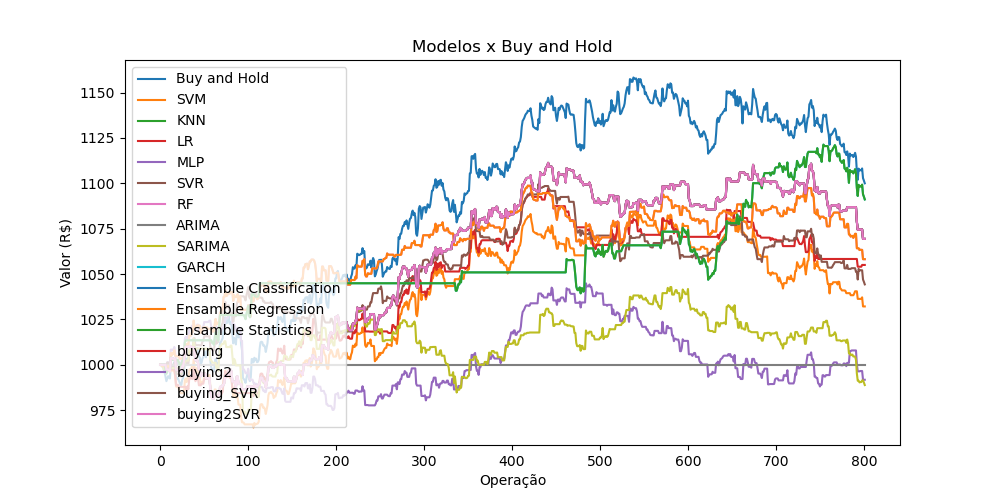 Modelos x Buy and Hold
Valor (R$)
1150
1125
1100
1075
1050
1025
1000
975
Buy and Hold
SVM
KNN
LR
MLP
SVR
RF
ARIMA
SARIMA
GARCH
Ensamble Classification
Ensamble Regression
Ensamble Statistics
buying
buying2
buying_SVR
buying2SVR
0 100 200 300 400 500 600 700 800
Operação